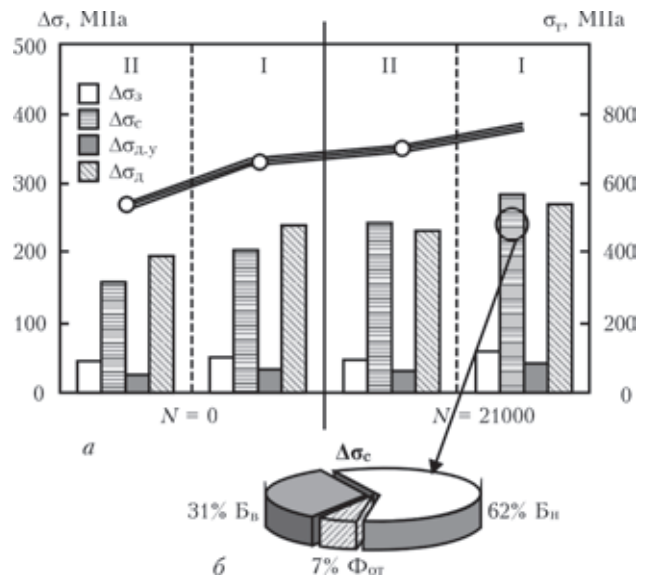 Δσ, МПа
σт, МПа
500
II
I
II
I
400
800
Δσз
Δσс
Δσд.у
Δσд
300
600
200
400
100
200
0
0
N = 0
N = 21000
а
Δσс
31% Бв
62% Бн
7% Фот
б